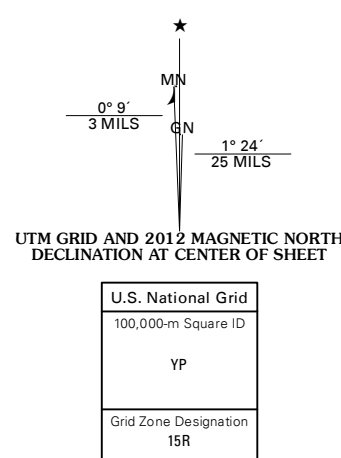 ★
MN
0° 9´
3 MILS
GN
1° 24´
25 MILS
UTM GRID AND 2012 MAGNETIC NORTH
DECLINATION AT CENTER OF SHEET
U.S. National Grid
100,000-m Square ID
YP
Grid Zone Designation
15R